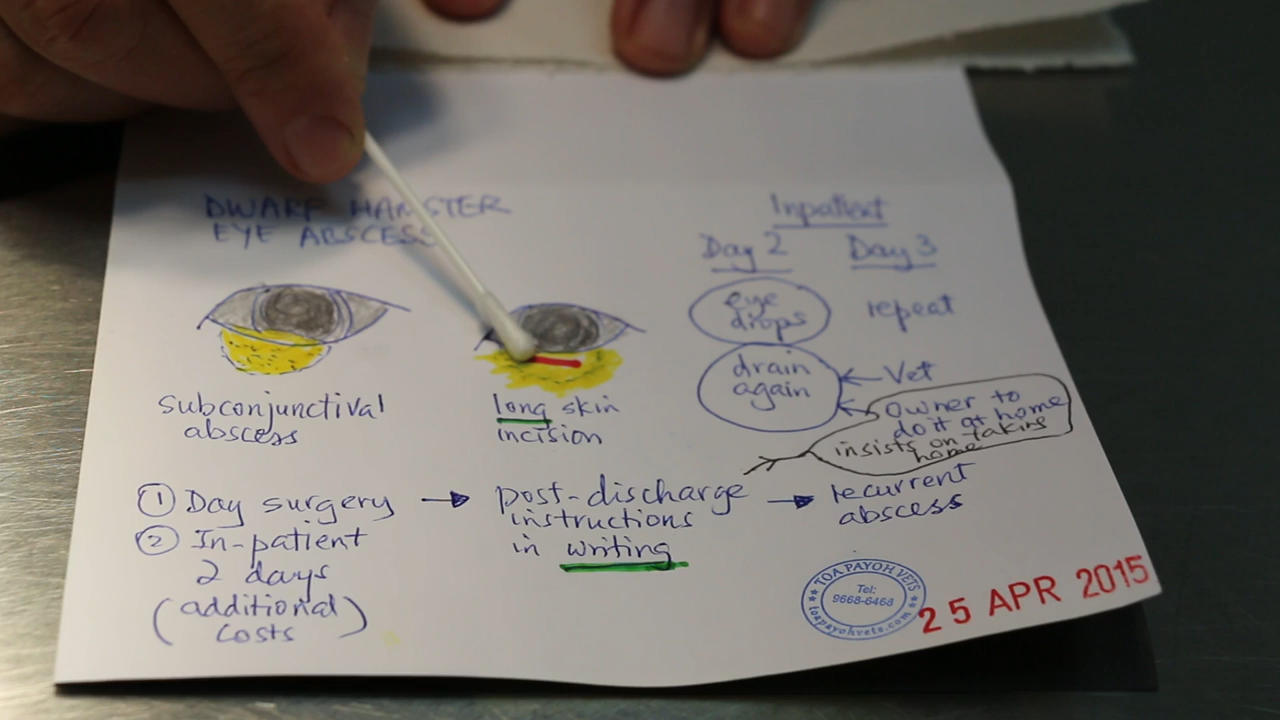 DWARF HAMSTER
EYE ABSCESS
subconjunctival
abscess
long skin
incision
Inpatient
Day 2 Day 3
eye
drops
repeat
drain
again
Vet
owner to
do it at home
insists on taking
home
① Day surgery
② In-patient
2 days
(additional
costs)
post-discharge
instructions
in writing
recurrent
abscess
TOA PAYOH VETS
Tel:
9668-6468
toapayohvets.com
25 APR 2015